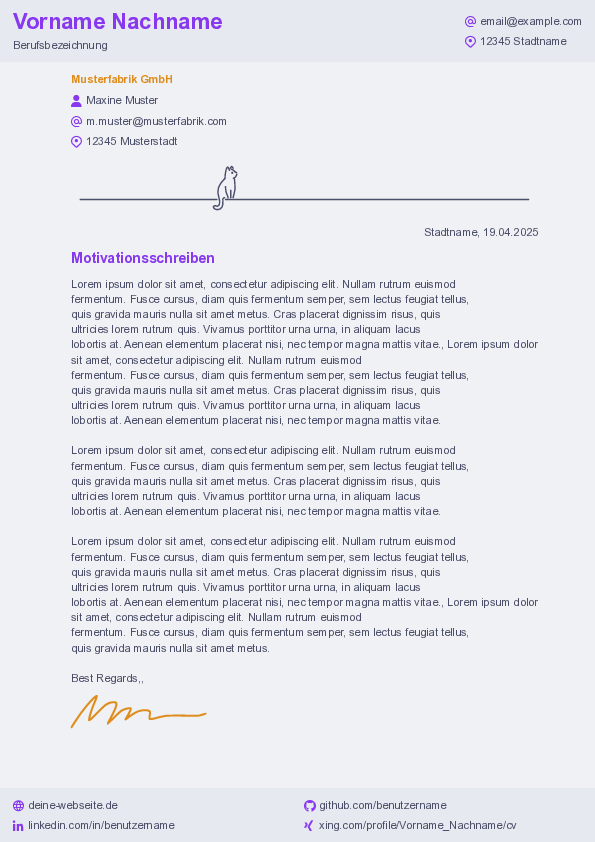 Vorname Nachname
Berufsbezeichnung
email@example.com
12345 Stadtname
Musterfabrik GmbH
Maxine Muster
m.muster@musterfabrik.com
12345 Musterstadt
Stadtname, 19.04.2025
Motivationsschreiben
Lorem ipsum dolor sit amet, consectetur adipiscing elit. Nullam rutrum euismod
fermentum. Fusce cursus, diam quis fermentum semper, sem lectus feugiat tellus,
quis gravida mauris nulla sit amet metus. Cras placerat dignissim risus, quis
ultricies lorem rutrum quis. Vivamus porttitor urna urna, in aliquam lacus
lobortis at. Aenean elementum placerat nisi, nec tempor magna mattis vitae., Lorem ipsum dolor
sit amet, consectetur adipiscing elit. Nullam rutrum euismod
fermentum. Fusce cursus, diam quis fermentum semper, sem lectus feugiat tellus,
quis gravida mauris nulla sit amet metus. Cras placerat dignissim risus, quis
ultricies lorem rutrum quis. Vivamus porttitor urna urna, in aliquam lacus
lobortis at. Aenean elementum placerat nisi, nec tempor magna mattis vitae.
Lorem ipsum dolor sit amet, consectetur adipiscing elit. Nullam rutrum euismod
fermentum. Fusce cursus, diam quis fermentum semper, sem lectus feugiat tellus,
quis gravida mauris nulla sit amet metus. Cras placerat dignissim risus, quis
ultricies lorem rutrum quis. Vivamus porttitor urna urna, in aliquam lacus
lobortis at. Aenean elementum placerat nisi, nec tempor magna mattis vitae.
Lorem ipsum dolor sit amet, consectetur adipiscing elit. Nullam rutrum euismod
fermentum. Fusce cursus, diam quis fermentum semper, sem lectus feugiat tellus,
quis gravida mauris nulla sit amet metus. Cras placerat dignissim risus, quis
ultricies lorem rutrum quis. Vivamus porttitor urna urna, in aliquam lacus
lobortis at. Aenean elementum placerat nisi, nec tempor magna mattis vitae., Lorem ipsum dolor
sit amet, consectetur adipiscing elit. Nullam rutrum euismod
fermentum. Fusce cursus, diam quis fermentum semper, sem lectus feugiat tellus,
quis gravida mauris nulla sit amet metus.
Best Regards,,
deine-webseite.de
github.com/benutzername
linkedin.com/in/benutzername
xing.com/profile/Vorname_Nachname/cv